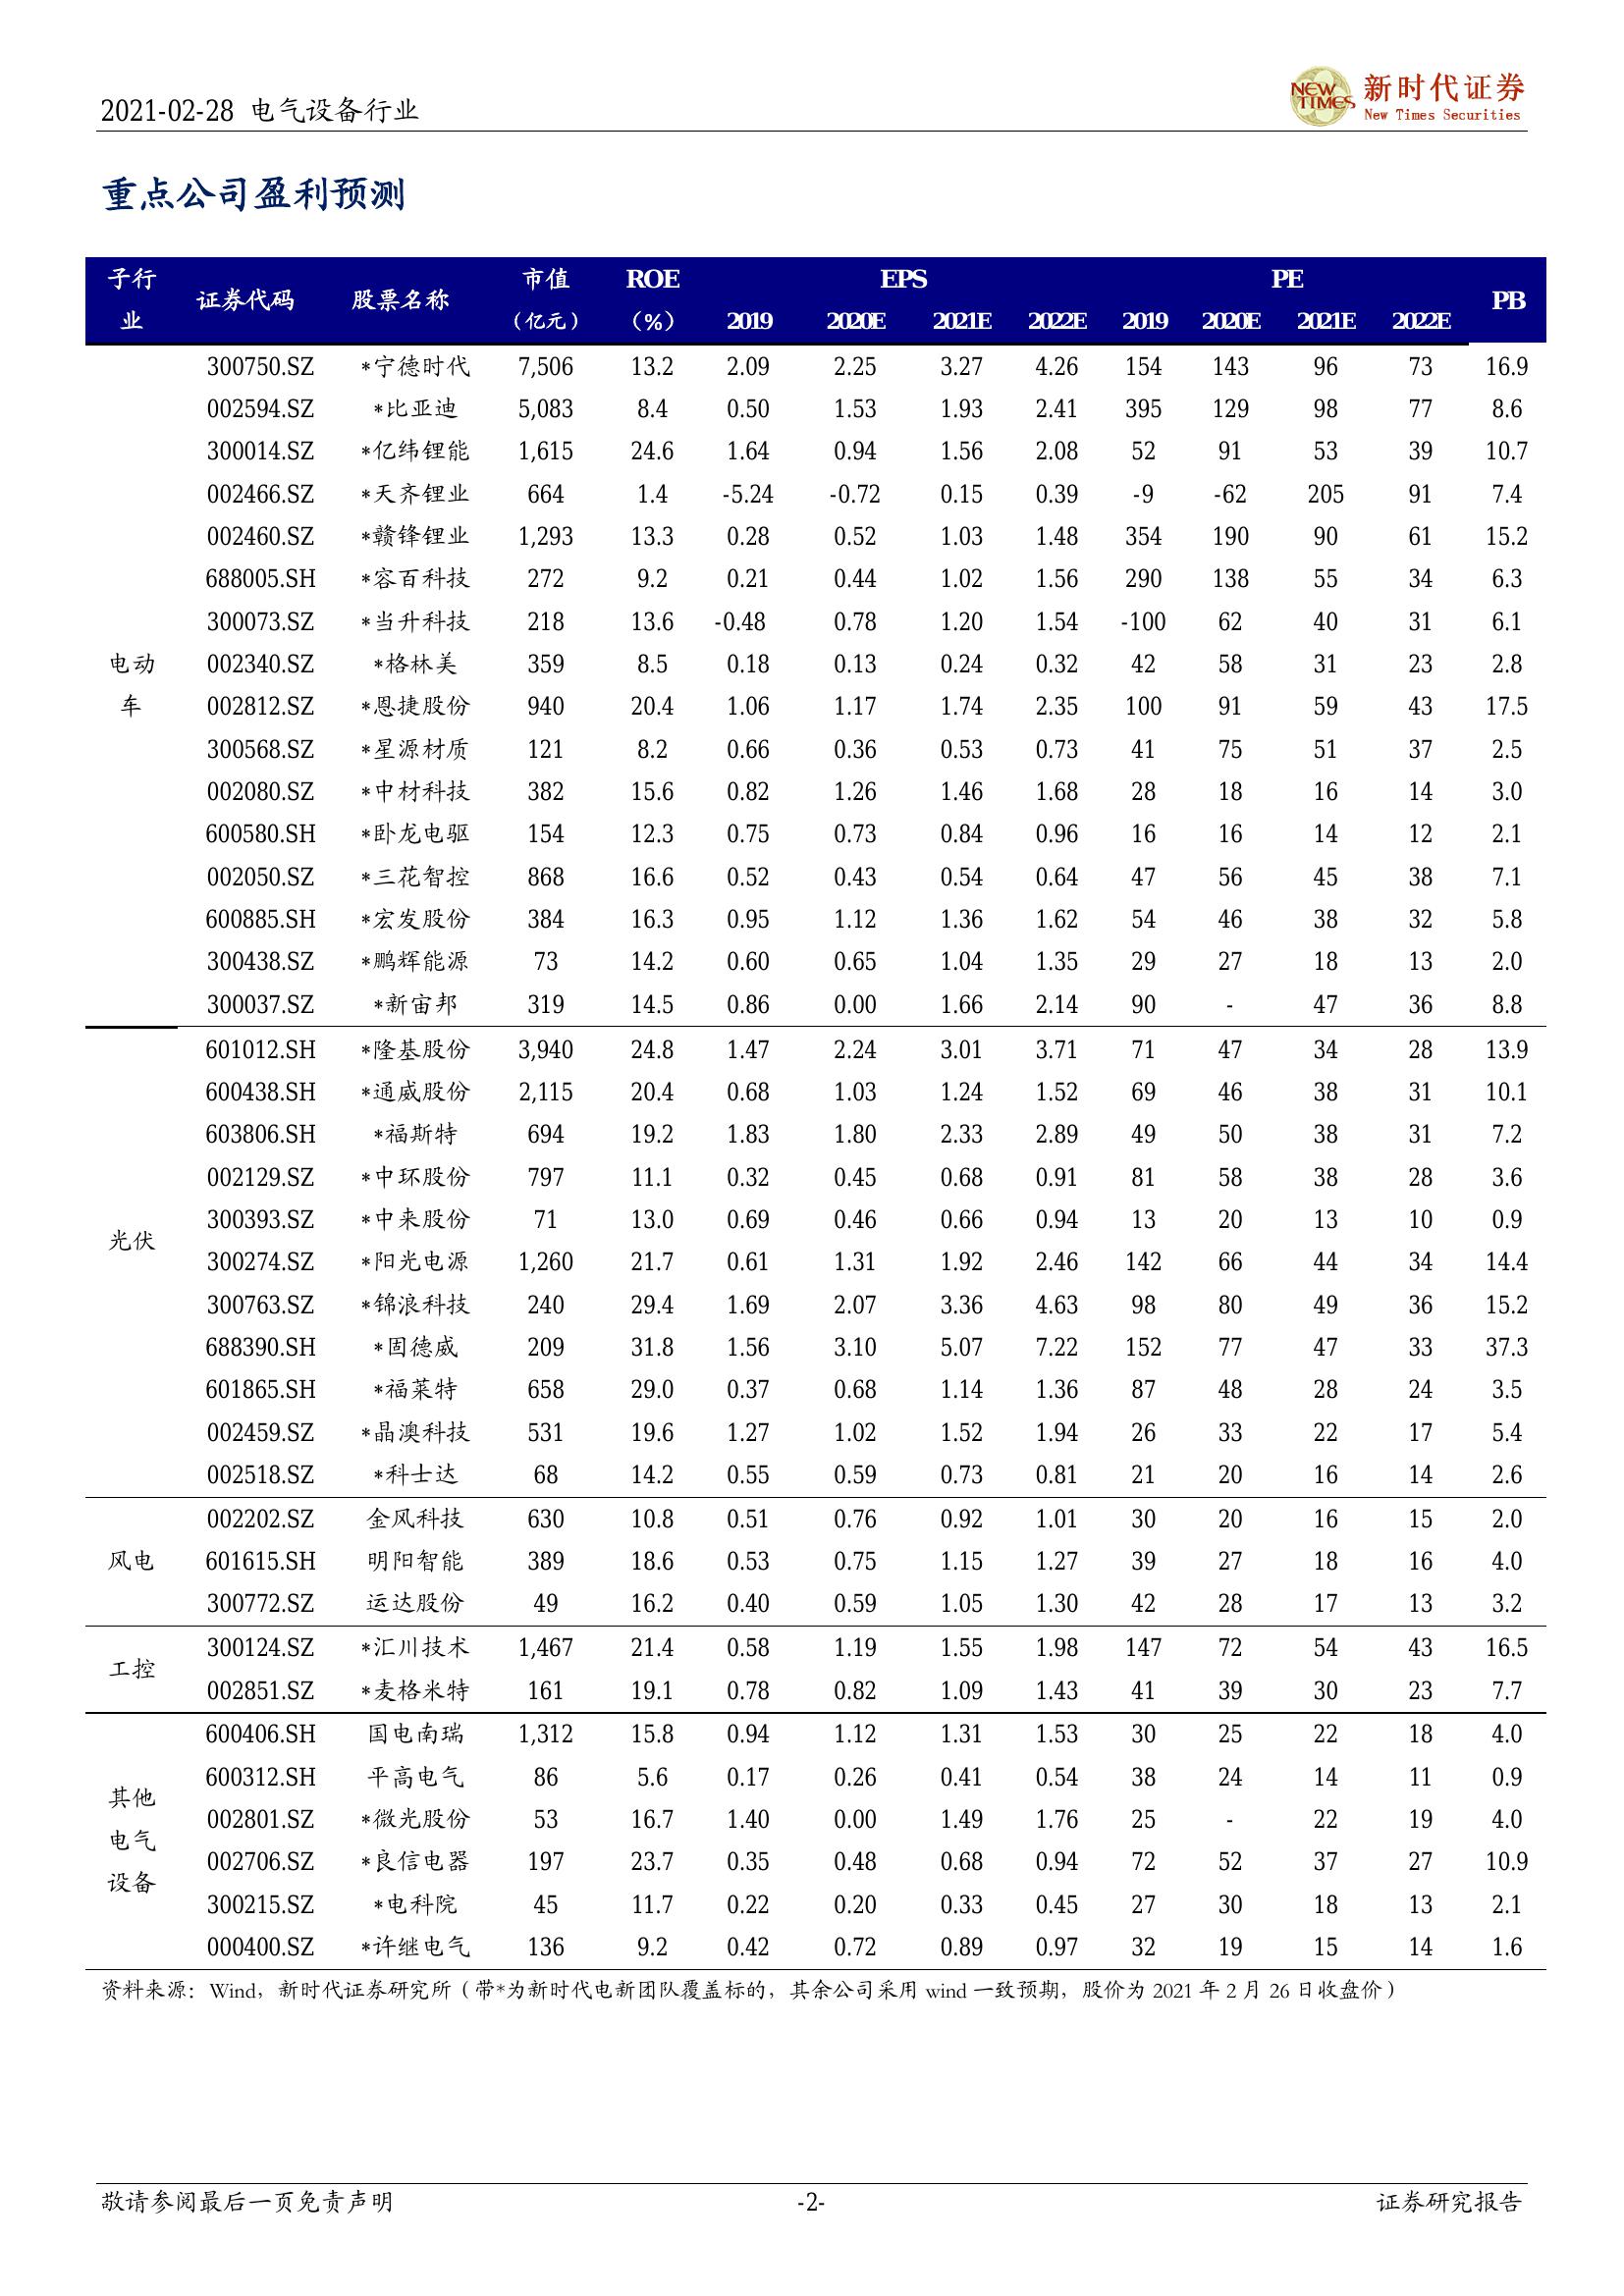 2021-02-28 电气设备行业
NEW TIMES 新时代证券
New Times Securities
重点公司盈利预测
子行业 证券代码 股票名称 市值（亿元） ROE（%） EPS PE PB
2019 2020E 2021E 2022E 2019 2020E 2021E 2022E
电动车
300750.SZ *宁德时代 7,506 13.2 2.09 2.25 3.27 4.26 154 143 96 73 16.9
002594.SZ *比亚迪 5,083 8.4 0.50 1.53 1.93 2.41 395 129 98 77 8.6
300014.SZ *亿纬锂能 1,615 24.6 1.64 0.94 1.56 2.08 52 91 53 39 10.7
002466.SZ *天齐锂业 664 1.4 -5.24 -0.72 0.15 0.39 -9 -62 205 91 7.4
002460.SZ *赣锋锂业 1,293 13.3 0.28 0.52 1.03 1.48 354 190 90 61 15.2
688005.SH *容百科技 272 9.2 0.21 0.44 1.02 1.56 290 138 55 34 6.3
300073.SZ *当升科技 218 13.6 -0.48 0.78 1.20 1.54 -100 62 40 31 6.1
002340.SZ *格林美 359 8.5 0.18 0.13 0.24 0.32 42 58 31 23 2.8
002812.SZ *恩捷股份 940 20.4 1.06 1.17 1.74 2.35 100 91 59 43 17.5
300568.SZ *星源材质 121 8.2 0.66 0.36 0.53 0.73 41 75 51 37 2.5
002080.SZ *中材科技 382 15.6 0.82 1.26 1.46 1.68 28 18 16 14 3.0
600580.SH *卧龙电驱 154 12.3 0.75 0.73 0.84 0.96 16 16 14 12 2.1
002050.SZ *三花智控 868 16.6 0.52 0.43 0.54 0.64 47 56 45 38 7.1
600885.SH *宏发股份 384 16.3 0.95 1.12 1.36 1.62 54 46 38 32 5.8
300438.SZ *鹏辉能源 73 14.2 0.60 0.65 1.04 1.35 29 27 18 13 2.0
300037.SZ *新宙邦 319 14.5 0.86 0.00 1.66 2.14 90 - 47 36 8.8
光伏
601012.SH *隆基股份 3,940 24.8 1.47 2.24 3.01 3.71 71 47 34 28 13.9
600438.SH *通威股份 2,115 20.4 0.68 1.03 1.24 1.52 69 46 38 31 10.1
603806.SH *福斯特 694 19.2 1.83 1.80 2.33 2.89 49 50 38 31 7.2
002129.SZ *中环股份 797 11.1 0.32 0.45 0.68 0.91 81 58 38 28 3.6
300393.SZ *中来股份 71 13.0 0.69 0.46 0.66 0.94 13 20 13 10 0.9
300274.SZ *阳光电源 1,260 21.7 0.61 1.31 1.92 2.46 142 66 44 34 14.4
300763.SZ *锦浪科技 240 29.4 1.69 2.07 3.36 4.63 98 80 49 36 15.2
688390.SH *固德威 209 31.8 1.56 3.10 5.07 7.22 152 77 47 33 37.3
601865.SH *福莱特 658 29.0 0.37 0.68 1.14 1.36 87 48 28 24 3.5
002459.SZ *晶澳科技 531 19.6 1.27 1.02 1.52 1.94 26 33 22 17 5.4
002518.SZ *科士达 68 14.2 0.55 0.59 0.73 0.81 21 20 16 14 2.6
风电
002202.SZ 金风科技 630 10.8 0.51 0.76 0.92 1.01 30 20 16 15 2.0
601615.SH 明阳智能 389 18.6 0.53 0.75 1.15 1.27 39 27 18 16 4.0
300772.SZ 运达股份 49 16.2 0.40 0.59 1.05 1.30 42 28 17 13 3.2
工控
300124.SZ *汇川技术 1,467 21.4 0.58 1.19 1.55 1.98 147 72 54 43 16.5
002851.SZ *麦格米特 161 19.1 0.78 0.82 1.09 1.43 41 39 30 23 7.7
其他电气设备
600406.SH 国电南瑞 1,312 15.8 0.94 1.12 1.31 1.53 30 25 22 18 4.0
600312.SH 平高电气 86 5.6 0.17 0.26 0.41 0.54 38 24 14 11 0.9
002801.SZ *微光股份 53 16.7 1.40 0.00 1.49 1.76 25 - 22 19 4.0
002706.SZ *良信电器 197 23.7 0.35 0.48 0.68 0.94 72 52 37 27 10.9
300215.SZ *电科院 45 11.7 0.22 0.20 0.33 0.45 27 30 18 13 2.1
000400.SZ *许继电气 136 9.2 0.42 0.72 0.89 0.97 32 19 15 14 1.6
资料来源：Wind，新时代证券研究所（带*为新时代电新团队覆盖标的，其余公司采用 wind 一致预期，股价为 2021 年 2 月 26 日收盘价）
敬请参阅最后一页免责声明 -2- 证券研究报告